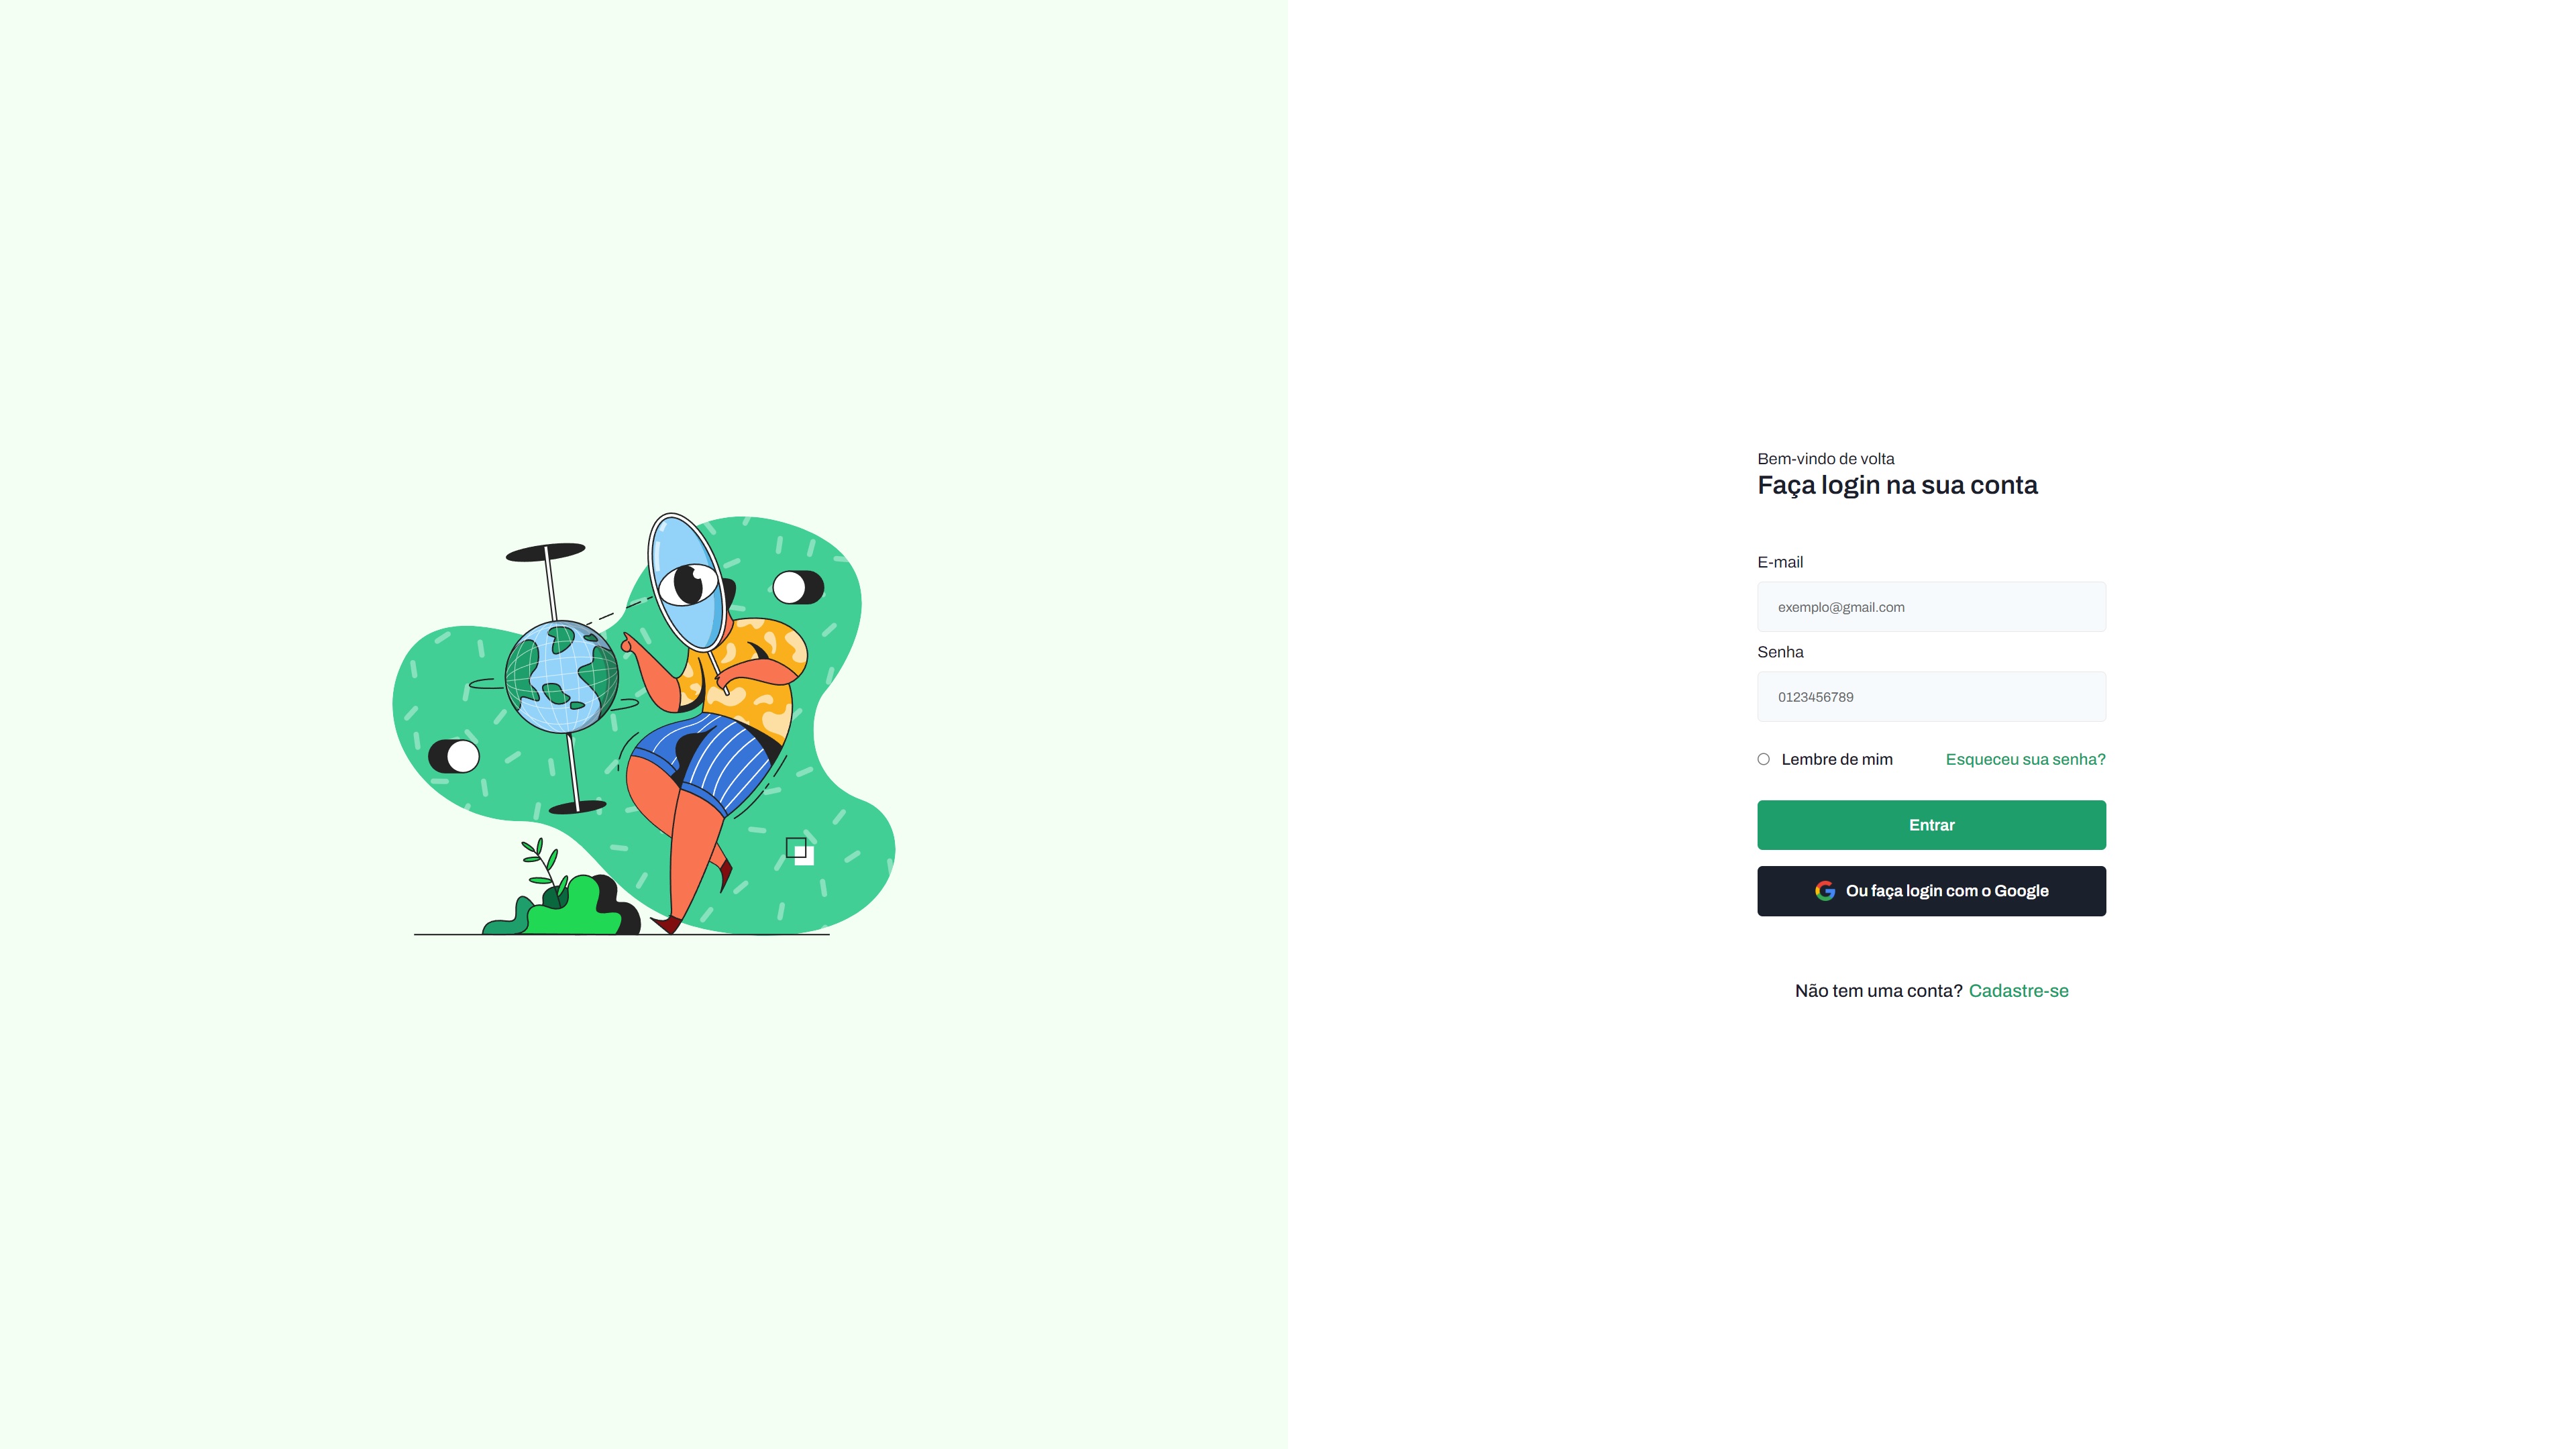 Bem-vindo de volta
Faça login na sua conta
E-mail
exemplo@gmail.com
Senha
0123456789
Lembre de mim
Esqueceu sua senha?
Entrar
Ou faça login com o Google
Não tem uma conta? Cadastre-se